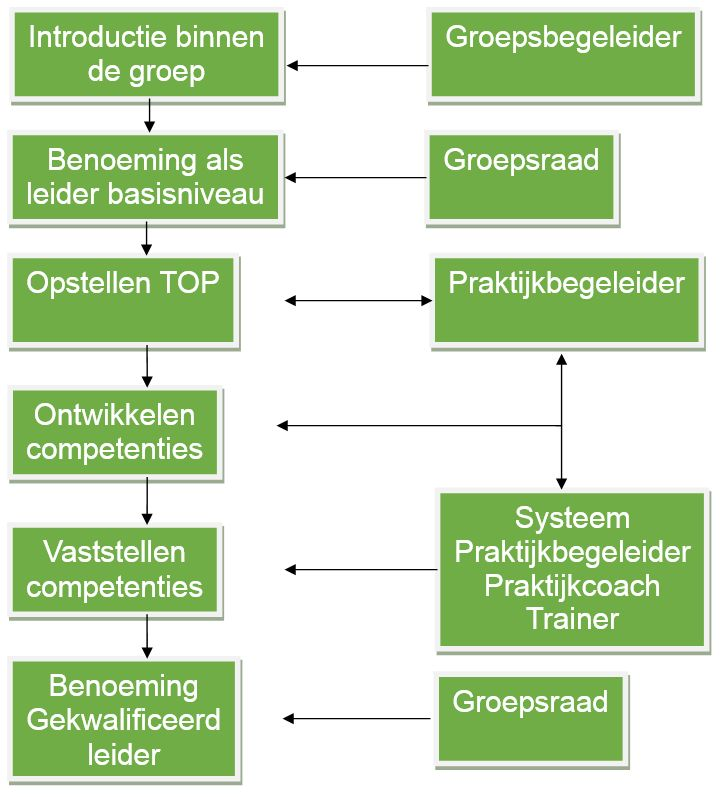 Introductie binnen
de groep
Groepsbegeleider
Benoeming als
leider basisniveau
Groepsraad
Opstellen TOP
Praktijkbegeleider
Ontwikkelen
competenties
Vaststellen
competenties
Systeem
Praktijkbegeleider
Praktijkcoach
Trainer
Benoeming
Gekwalificeerd
leider
Groepsraad